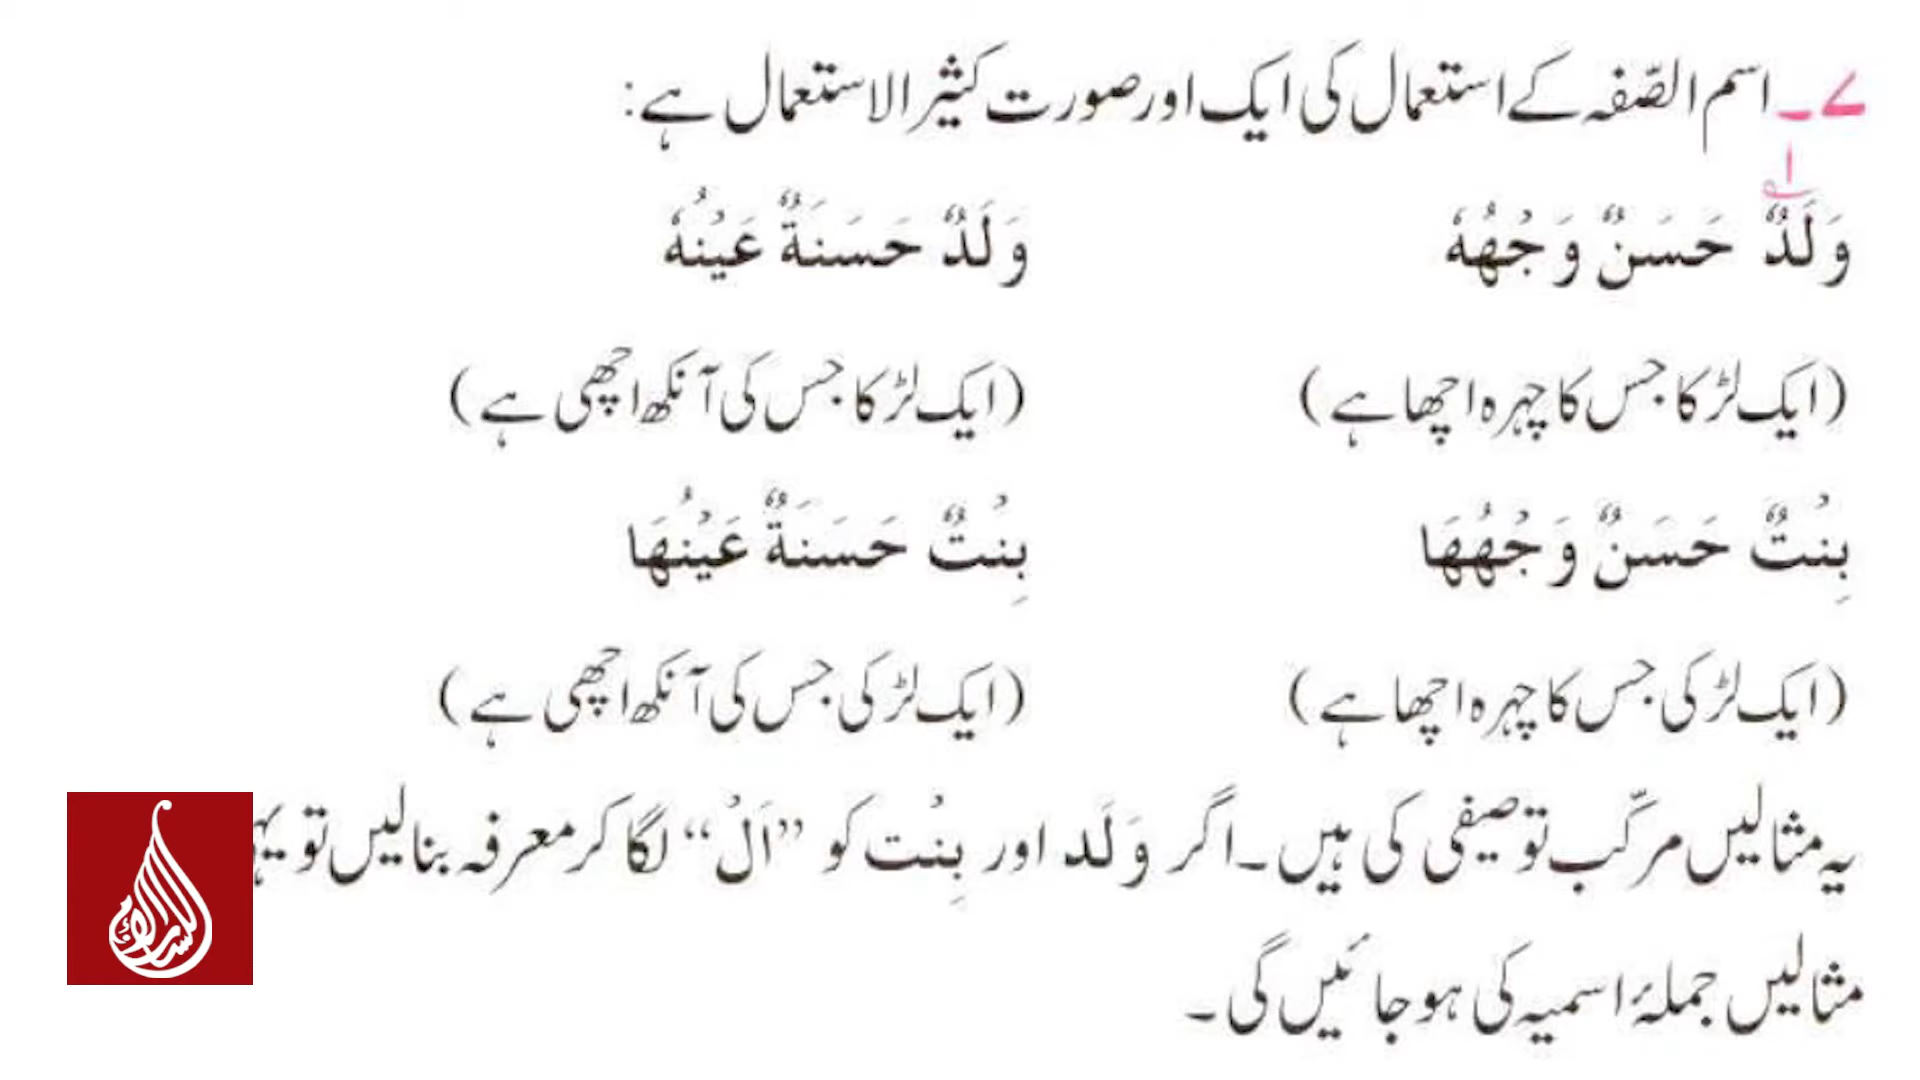 ۷۔ اسم الصّفہ کے استعمال کی ایک اور صورت کثیر الاستعمال ہے:
وَلَدٌ حَسَنٌ وَجْهُهٗ وَلَدٌ حَسَنَةٌ عَيْنُهٗ
(ایک لڑکا جس کا چہرہ اچھا ہے) (ایک لڑکا جس کی آنکھ اچھی ہے)
بِنْتٌ حَسَنٌ وَجْهُهَا بِنْتٌ حَسَنَةٌ عَيْنُهَا
(ایک لڑکی جس کا چہرہ اچھا ہے) (ایک لڑکی جس کی آنکھ اچھی ہے)
یہ مثالیں مرکّب توصیفی کی ہیں۔ اگر وَلَد اور بِنْت کو ”اَلْ“ لگا کر معرفہ بنالیں تو
مثالیں جملۂ اسمیہ کی ہو جائیں گی۔